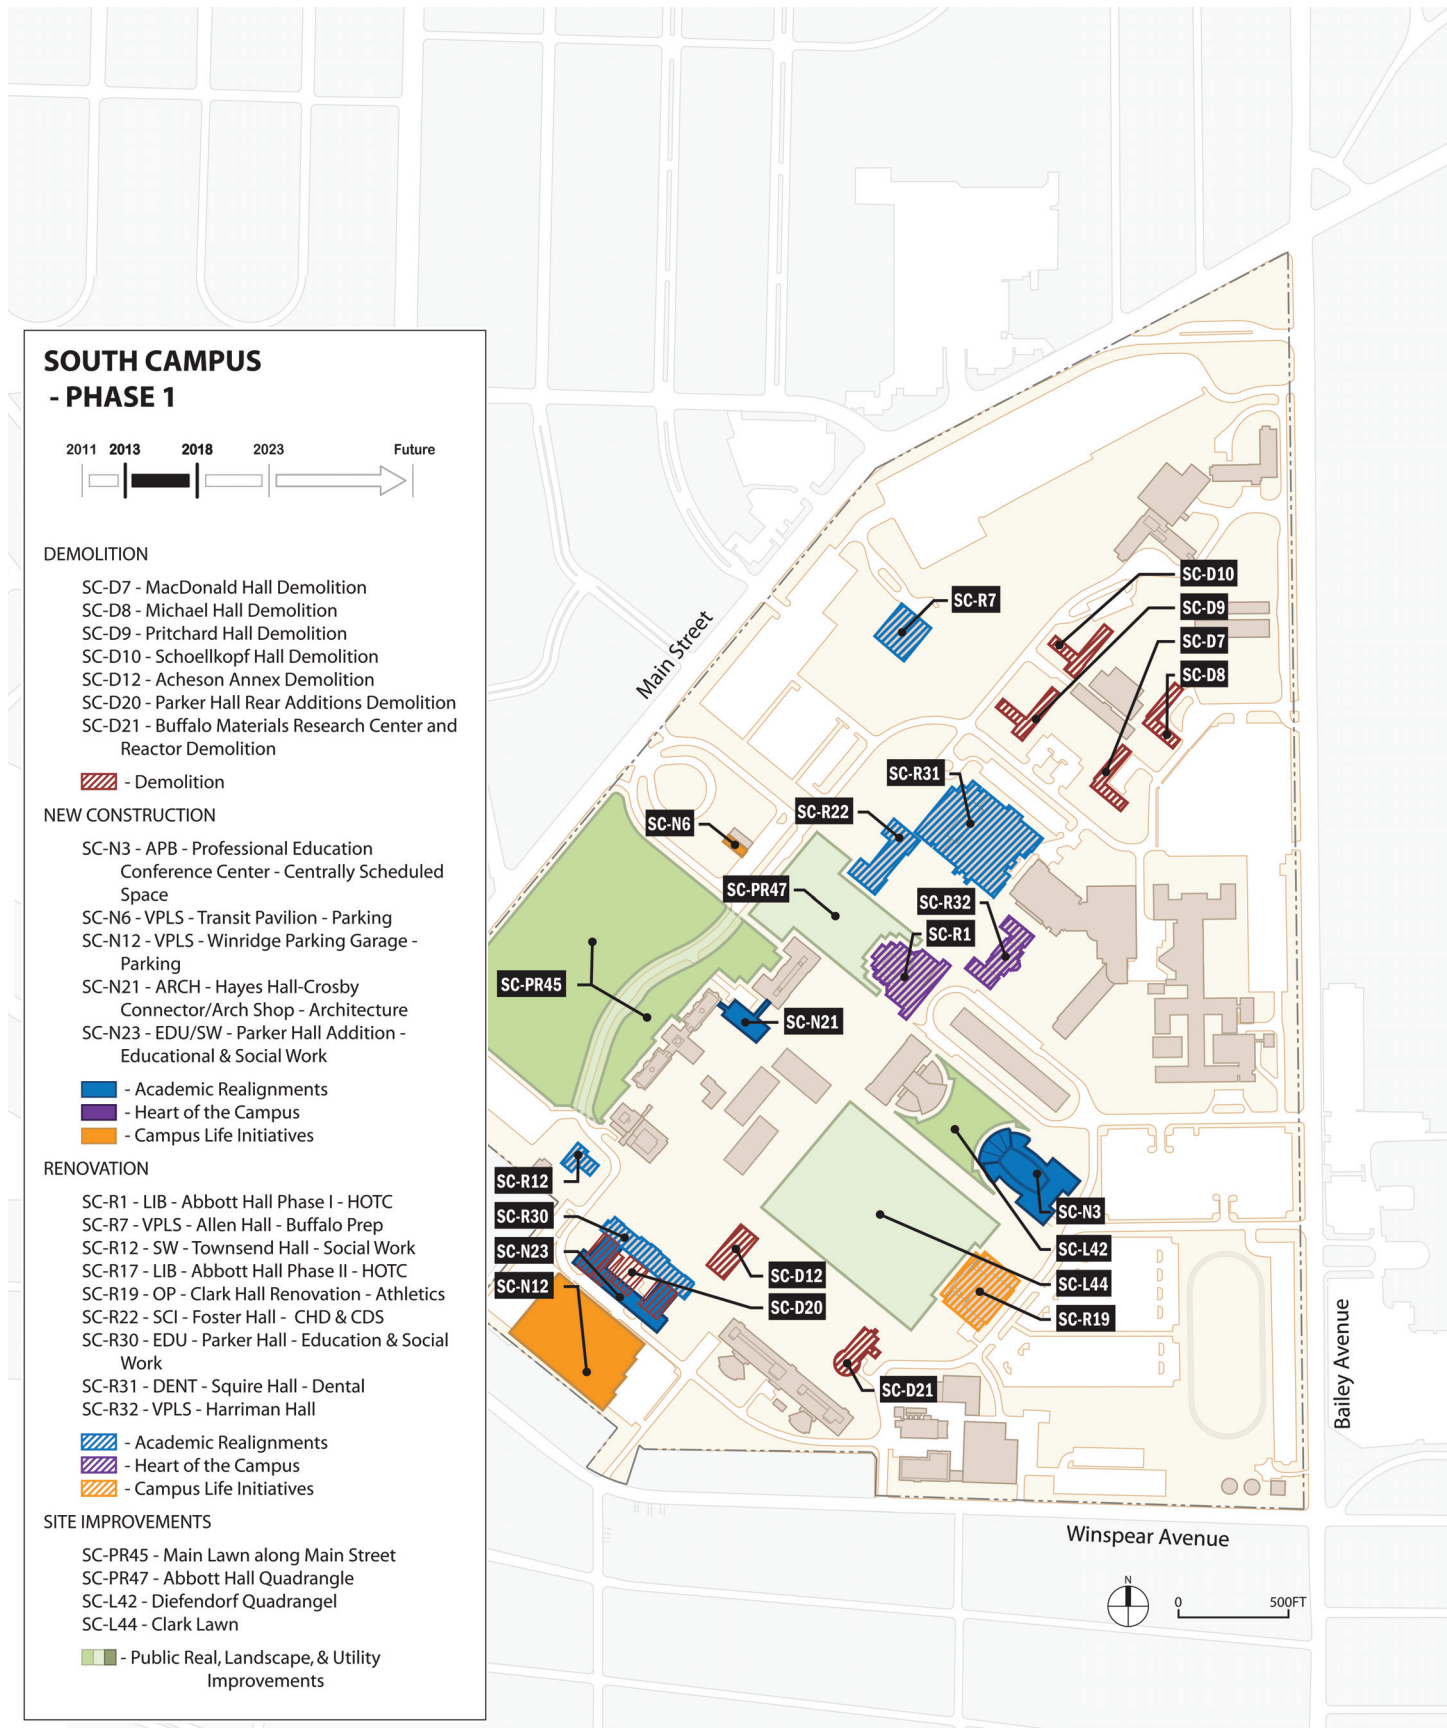 SOUTH CAMPUS
- PHASE 1
2011 2013 2018 2023 Future
DEMOLITION
SC-D7 - MacDonald Hall Demolition
SC-D8 - Michael Hall Demolition
SC-D9 - Pritchard Hall Demolition
SC-D10 - Schoellkopf Hall Demolition
SC-D12 - Acheson Annex Demolition
SC-D20 - Parker Hall Rear Additions Demolition
SC-D21 - Buffalo Materials Research Center and
Reactor Demolition
- Demolition
NEW CONSTRUCTION
SC-N3 - APB - Professional Education
Conference Center - Centrally Scheduled
Space
SC-N6 - VPLS - Transit Pavilion - Parking
SC-N12 - VPLS - Winridge Parking Garage -
Parking
SC-N21 - ARCH - Hayes Hall-Crosby
Connector/Arch Shop - Architecture
SC-N23 - EDU/SW - Parker Hall Addition -
Educational & Social Work
- Academic Realignments
- Heart of the Campus
- Campus Life Initiatives
RENOVATION
SC-R1 - LIB - Abbott Hall Phase I - HOTC
SC-R7 - VPLS - Allen Hall - Buffalo Prep
SC-R12 - SW - Townsend Hall - Social Work
SC-R17 - LIB - Abbott Hall Phase II - HOTC
SC-R19 - OP - Clark Hall Renovation - Athletics
SC-R22 - SCI - Foster Hall - CHD & CDS
SC-R30 - EDU - Parker Hall - Education & Social
Work
SC-R31 - DENT - Squire Hall - Dental
SC-R32 - VPLS - Harriman Hall
- Academic Realignments
- Heart of the Campus
- Campus Life Initiatives
SITE IMPROVEMENTS
SC-PR45 - Main Lawn along Main Street
SC-PR47 - Abbott Hall Quadrangle
SC-L42 - Diefendorf Quadrangel
SC-L44 - Clark Lawn
- Public Real, Landscape, & Utility
Improvements
Main Street
SC-D10
SC-R7
SC-D9
SC-D7
SC-D8
SC-R31
SC-R22
SC-N6
SC-PR47
SC-R32
SC-R1
SC-PR45
SC-N21
SC-R12
SC-N3
SC-R30
SC-L42
SC-N23
SC-D12
SC-L44
SC-N12
SC-D20
SC-R19
SC-D21
Bailey Avenue
Winspear Avenue
N
0 500FT